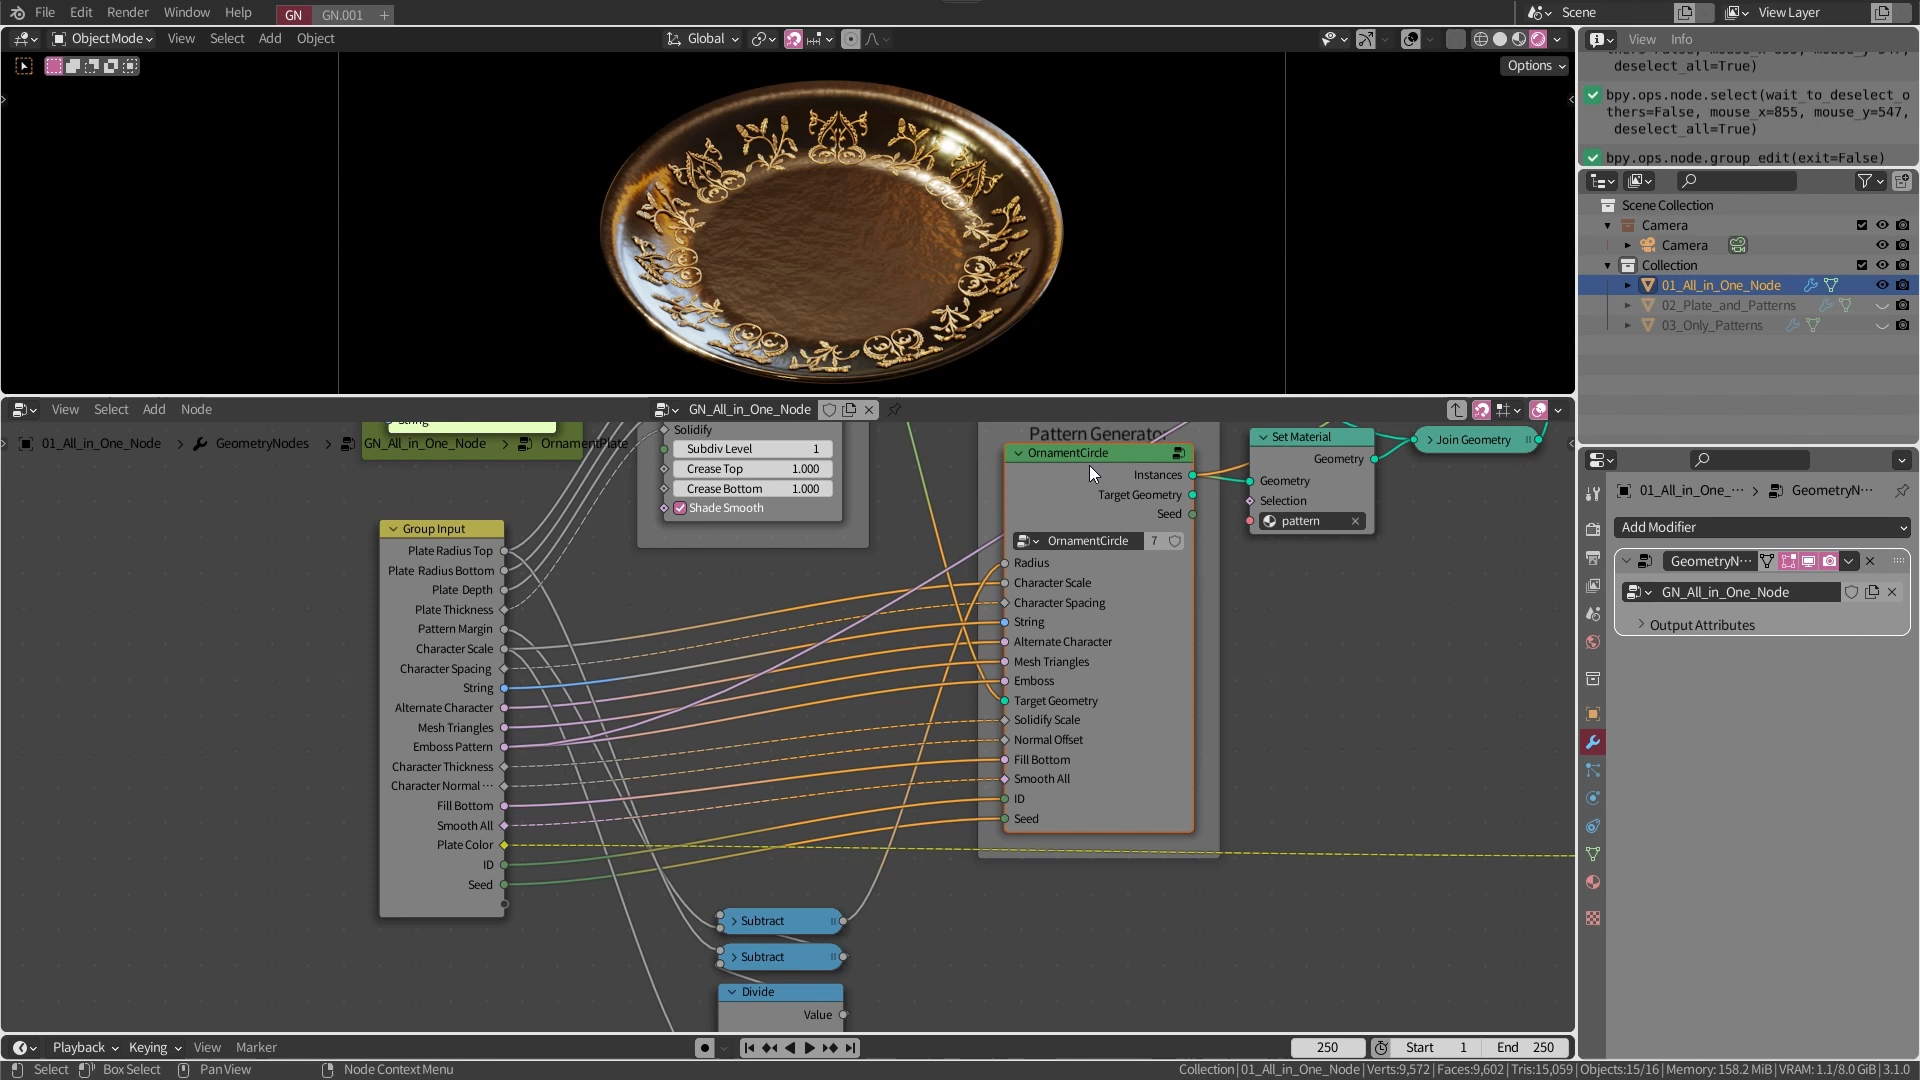 File Edit Render Window Help GN GN.001 Scene View Layer
Object Mode View Select Add Object Global
Options
View Info
deselect_all=True)
bpy.ops.node.select(wait_to_deselect_o
thers=False, mouse_x=855, mouse_y=547,
deselect_all=True)
bpy.ops.node.group_edit(exit=False)
Scene Collection
Camera
Camera
Collection
01_All_in_One_Node
02_Plate_and_Patterns
03_Only_Patterns
View Select Add Node GN_All_in_One_Node
01_All_in_One_Node GeometryNodes GN_All_in_One_Node OrnamentPlate
String
Solidify
Subdiv Level 1
Crease Top 1.000
Crease Bottom 1.000
Shade Smooth
Group Input
Plate Radius Top
Plate Radius Bottom
Plate Depth
Plate Thickness
Pattern Margin
Character Scale
Character Spacing
String
Alternate Character
Mesh Triangles
Emboss Pattern
Character Thickness
Character Normal ···
Fill Bottom
Smooth All
Plate Color
ID
Seed
Subtract
Subtract
Divide
Value
Pattern Generator
OrnamentCircle
Instances
Target Geometry
Seed
OrnamentCircle 7
Radius
Character Scale
Character Spacing
String
Alternate Character
Mesh Triangles
Emboss
Target Geometry
Solidify Scale
Normal Offset
Fill Bottom
Smooth All
ID
Seed
Set Material
Geometry
Geometry
Selection
pattern
Join Geometry
01_All_in_One_··· GeometryN···
Add Modifier
GeometryN···
GN_All_in_One_Node
Output Attributes
Playback Keying View Marker 250 Start 1 End 250
Select Box Select Pan View Node Context Menu Collection | 01_All_in_One_Node | Verts:9,572 | Faces:9,602 | Tris:15,059 | Objects:15/16 | Memory: 158.2 MiB | VRAM: 1.1/8.0 GiB | 3.1.0